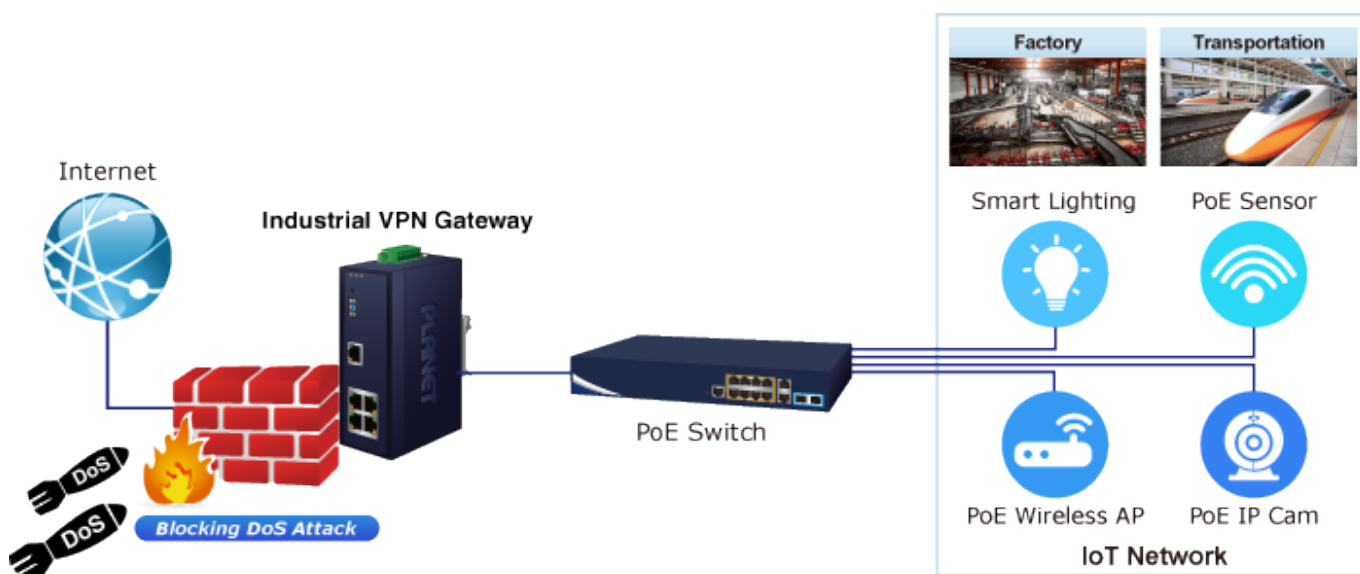 Factory
Transportation
Internet
Industrial VPN Gateway
Smart Lighting
PoE Sensor
PLANET
PoE Switch
DoS
DoS
Blocking DoS Attack
PoE Wireless AP
PoE IP Cam
IoT Network